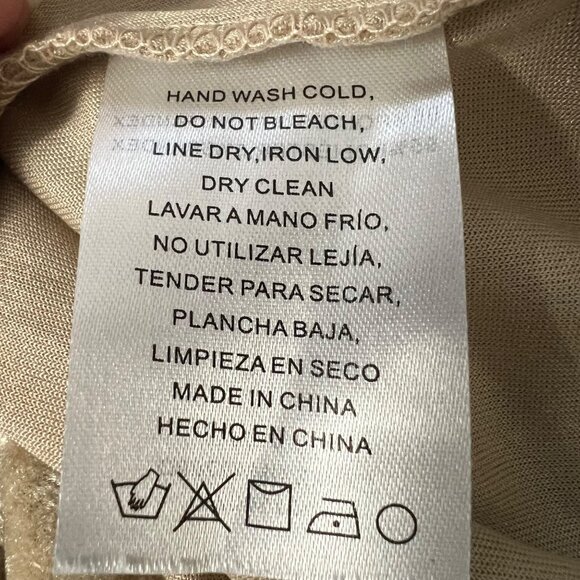 HAND WASH COLD,
DO NOT BLEACH,
LINE DRY,IRON LOW,
DRY CLEAN
LAVAR A MANO FRÍO,
NO UTILIZAR LEJÍA,
TENDER PARA SECAR,
PLANCHA BAJA,
LIMPIEZA EN SECO
MADE IN CHINA
HECHO EN CHINA